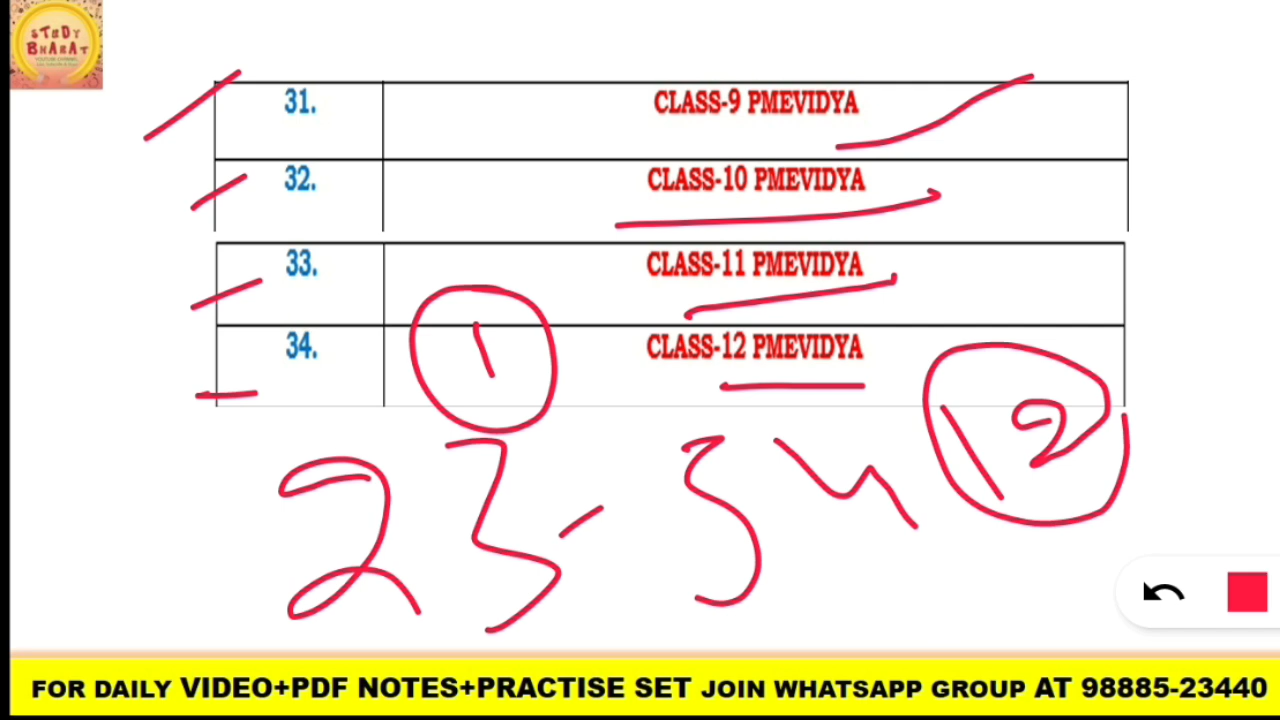 STUDY
BHARAT
31. CLASS-9 PMEVIDYA
32. CLASS-10 PMEVIDYA
33. CLASS-11 PMEVIDYA
34. CLASS-12 PMEVIDYA
1
12
23-34
FOR DAILY VIDEO+PDF NOTES+PRACTISE SET JOIN WHATSAPP GROUP AT 98885-23440